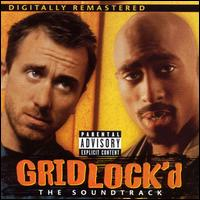 DIGITALLY REMASTERED
PARENTAL
ADVISORY
EXPLICIT CONTENT
GRIDLOCK'd
THE SOUNDTRACK